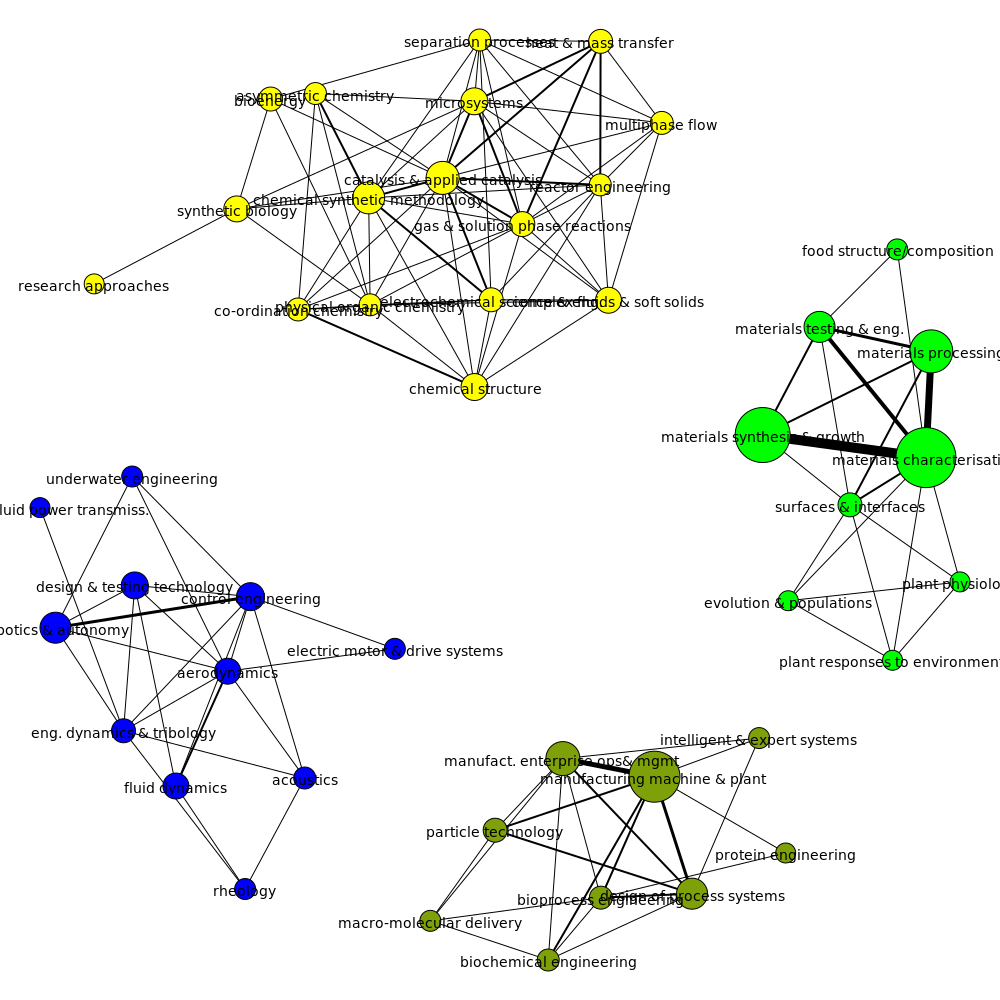 separation processes
heat & mass transfer
asymmetric chemistry
bioenergy
microsystems
multiphase flow
catalysis & applied catalysis
reactor engineering
chemical synthetic methodology
synthetic biology
gas & solution phase reactions
research approaches
co-ordination chemistry
physical organic chemistry
electrochemical science & eng.
complex fluids & soft solids
chemical structure
food structure/composition
materials testing & eng.
materials processing
materials synthesis & growth
materials characterisati
surfaces & interfaces
plant physiolo
evolution & populations
plant responses to environment
underwater engineering
luid power transmiss.
design & testing technology
control engineering
botics & autonomy
electric motor & drive systems
aerodynamics
eng. dynamics & tribology
acoustics
fluid dynamics
rheology
intelligent & expert systems
manufact. enterprise ops& mgmt
manufacturing machine & plant
particle technology
protein engineering
bioprocess engineering
design of process systems
macro-molecular delivery
biochemical engineering